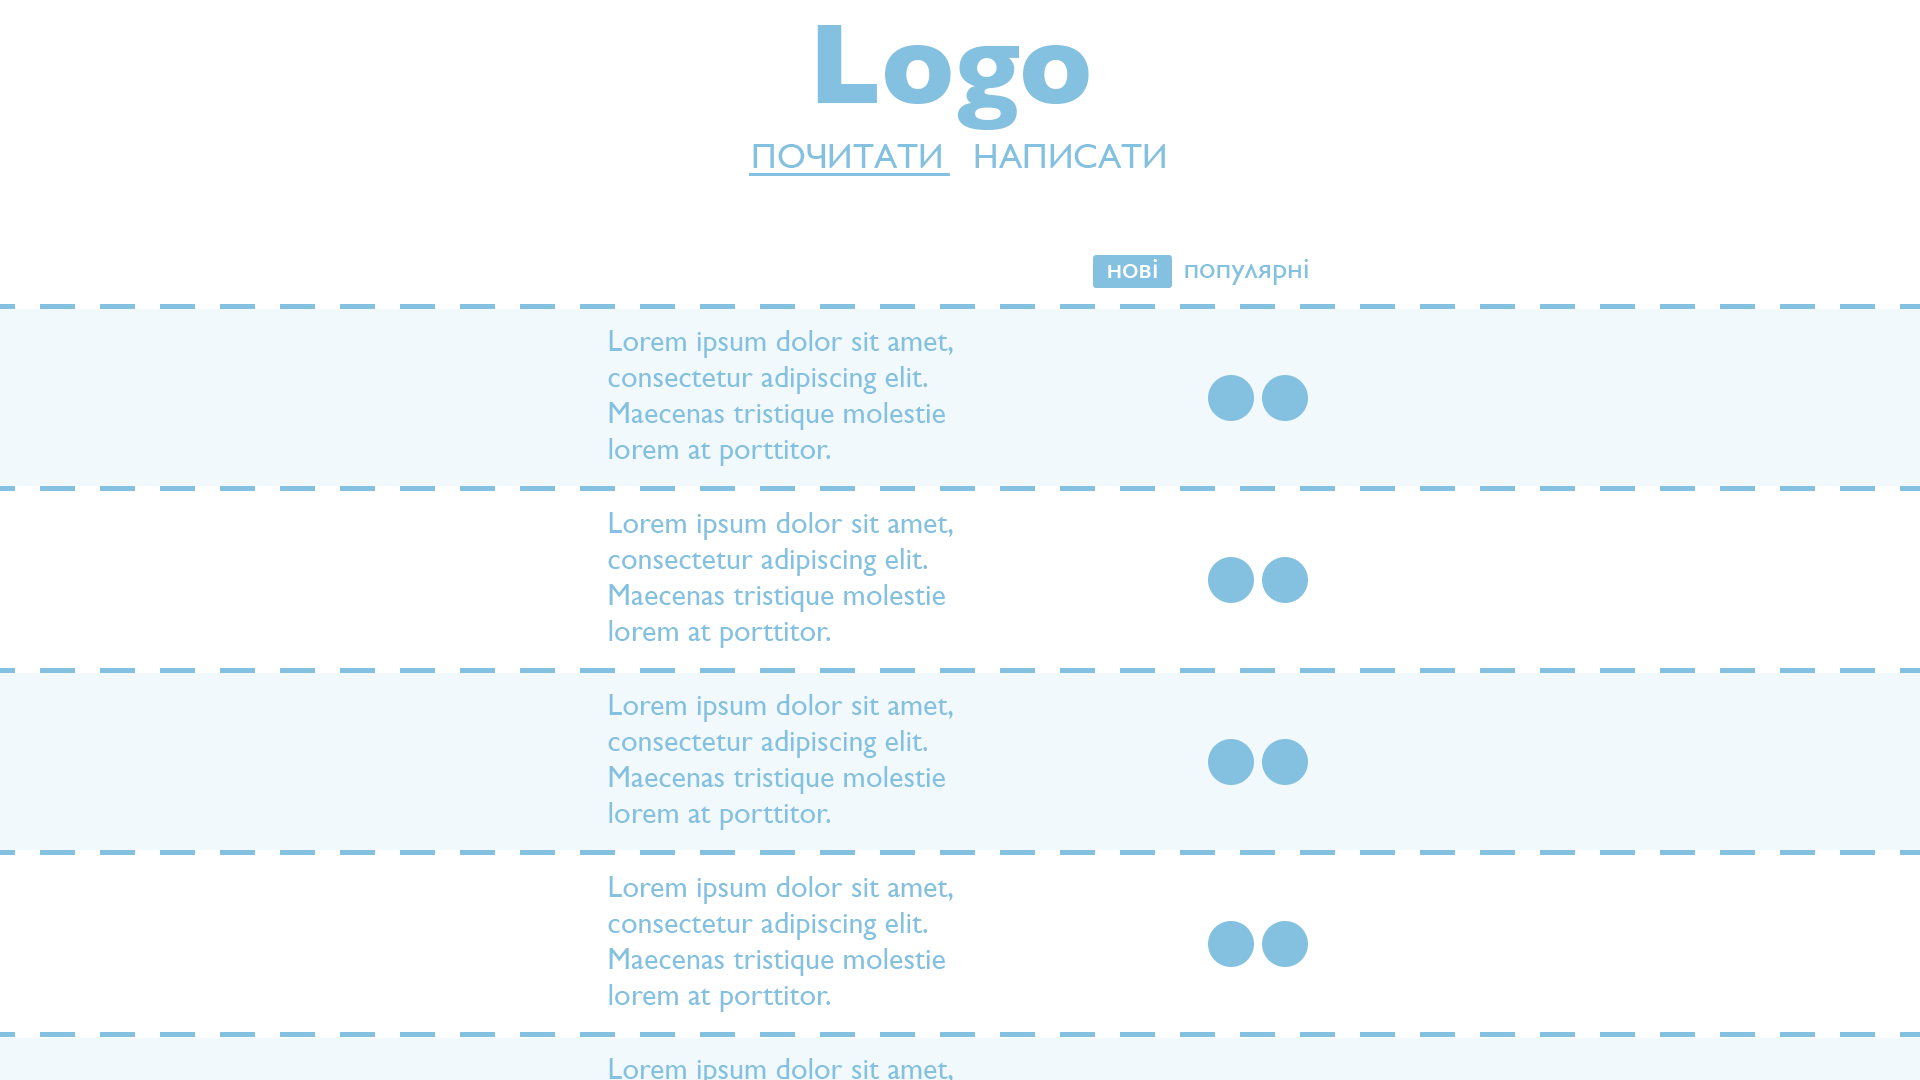 Logo
ПОЧИТАТИ НАПИСАТИ
нові популярні
Lorem ipsum dolor sit amet,
consectetur adipiscing elit.
Maecenas tristique molestie
lorem at porttitor.
Lorem ipsum dolor sit amet,
consectetur adipiscing elit.
Maecenas tristique molestie
lorem at porttitor.
Lorem ipsum dolor sit amet,
consectetur adipiscing elit.
Maecenas tristique molestie
lorem at porttitor.
Lorem ipsum dolor sit amet,
consectetur adipiscing elit.
Maecenas tristique molestie
lorem at porttitor.
Lorem ipsum dolor sit amet,